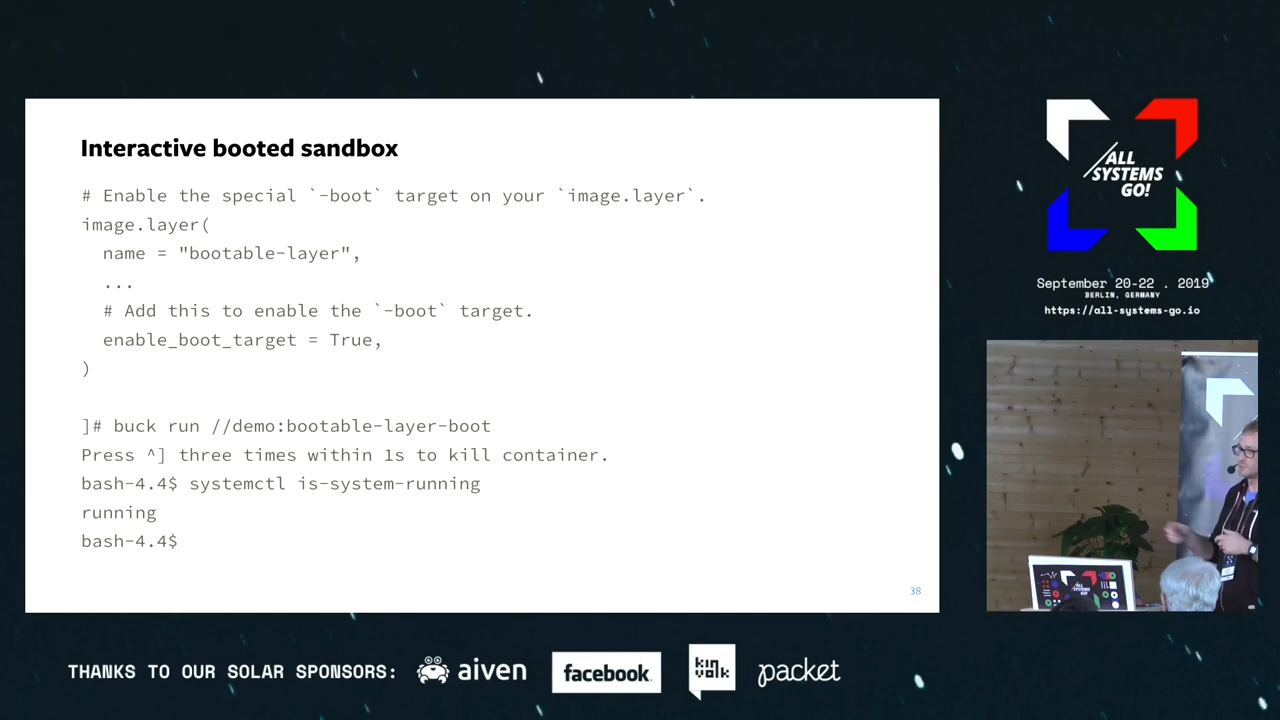 Interactive booted sandbox
# Enable the special `-boot` target on your `image.layer`.
image.layer(
name = "bootable-layer",
...
# Add this to enable the `-boot` target.
enable_boot_target = True,
)
]# buck run //demo:bootable-layer-boot
Press ^] three times within 1s to kill container.
bash-4.4$ systemctl is-system-running
running
bash-4.4$
38
ALL
SYSTEMS
GO!
September 20-22 . 2019
BERLIN, GERMANY
https://all-systems-go.io
THANKS TO OUR SOLAR SPONSORS:
aiven
facebook
kinvolk
packet